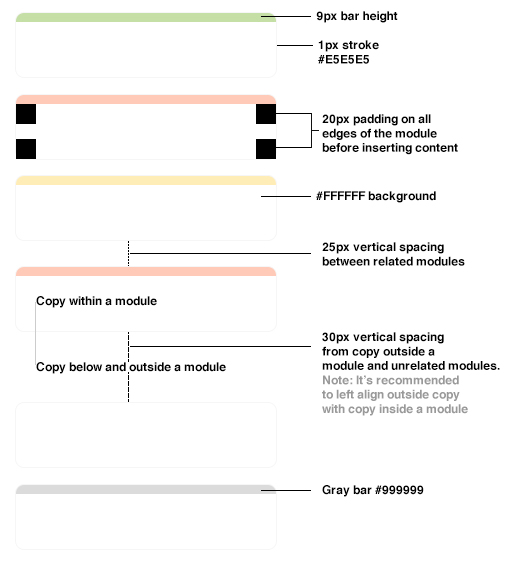 9px bar height
1px stroke
#E5E5E5
20px padding on all
edges of the module
before inserting content
#FFFFFF background
25px vertical spacing
between related modules
Copy within a module
30px vertical spacing
from copy outside a
module and unrelated modules.
Copy below and outside a module
Note: It's recommended
to left align outside copy
with copy inside a module
Gray bar #999999